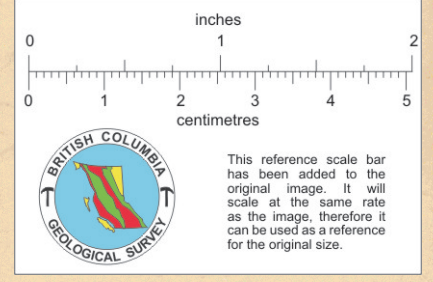 inches
0 1 2
0 1 2 3 4 5
centimetres
BRITISH COLUMBIA
GEOLOGICAL SURVEY
This reference scale bar
has been added to the
original image. It will
scale at the same rate
as the image, therefore it
can be used as a reference
for the original size.